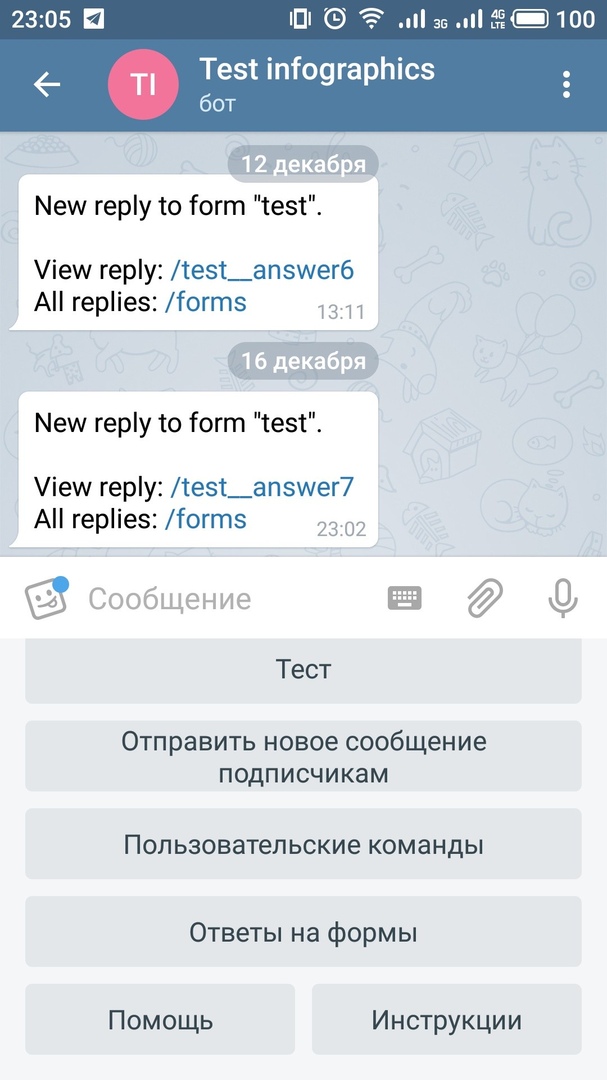 23:05 3G 4G LTE 100
TI
Test infographics
бот
12 декабря
New reply to form "test".
View reply: /test__answer6
All replies: /forms 13:11
16 декабря
New reply to form "test".
View reply: /test__answer7
All replies: /forms 23:02
Сообщение
Тест
Отправить новое сообщение
подписчикам
Пользовательские команды
Ответы на формы
Помощь Инструкции